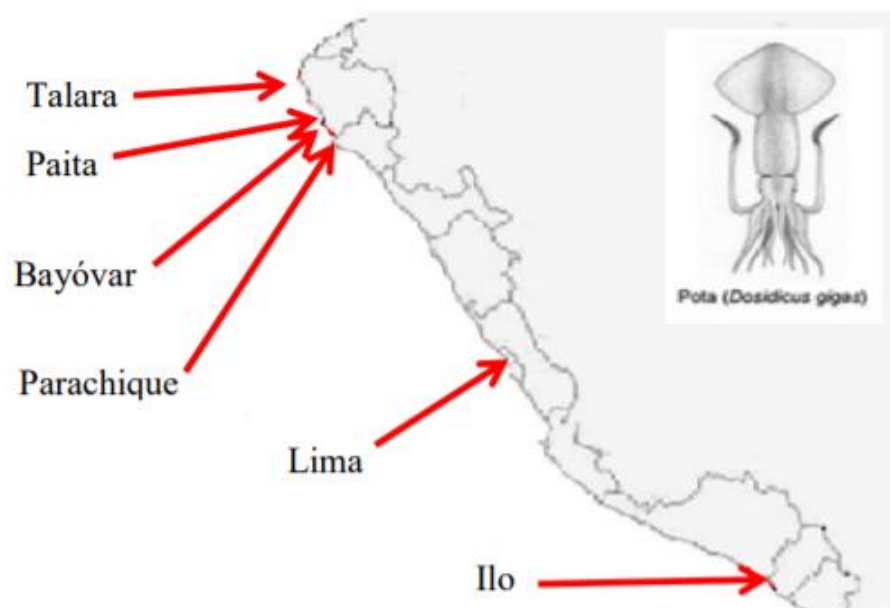 Talara
Paita
Bayóvar
Parachique
Lima
Ilo
Pota (Dosidicus gigas)